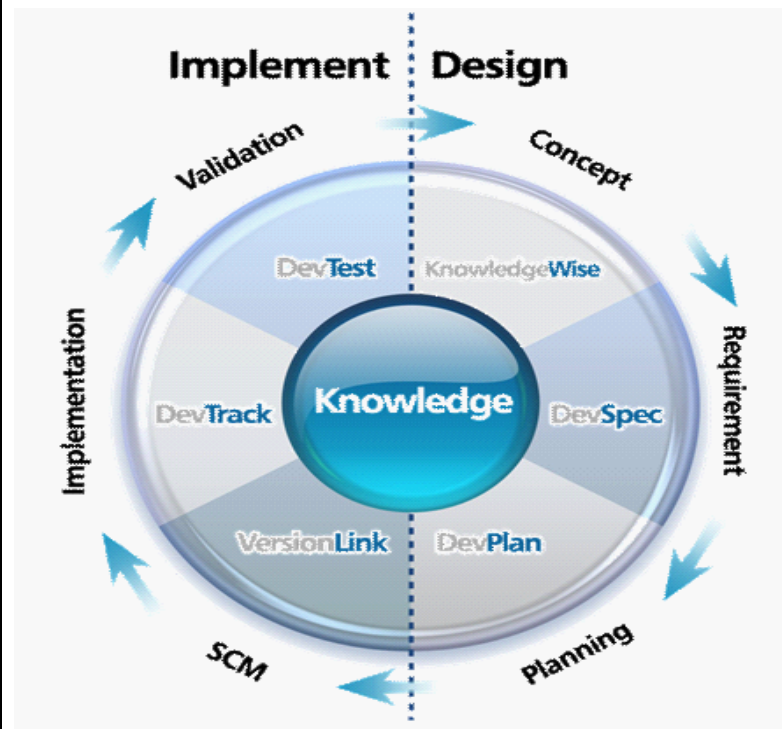 Implement Design
Validation
Concept
DevTest
KnowledgeWise
Implementation
Requirement
Knowledge
DevTrack
DevSpec
VersionLink
DevPlan
SCM
Planning